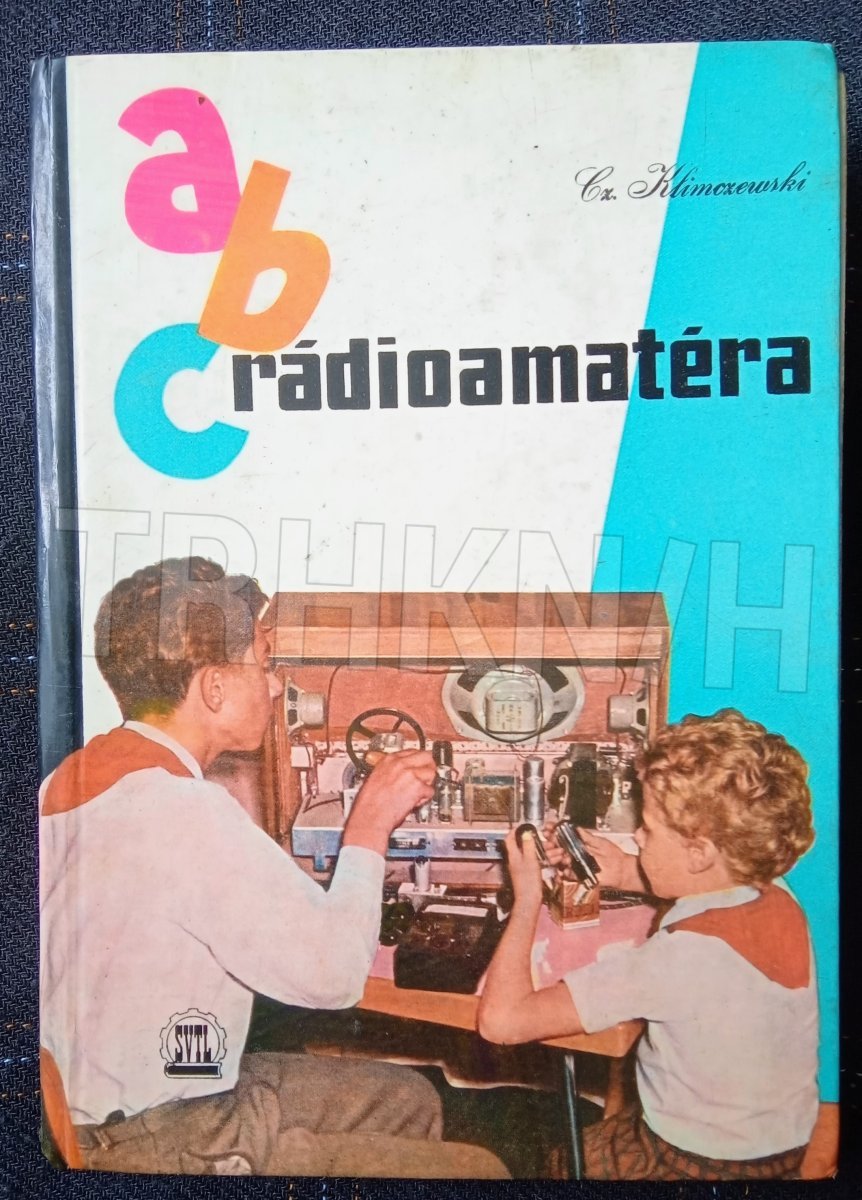 abc
Cz. Klimczewski
rádioamatéra
TRHKNIH
SVTL